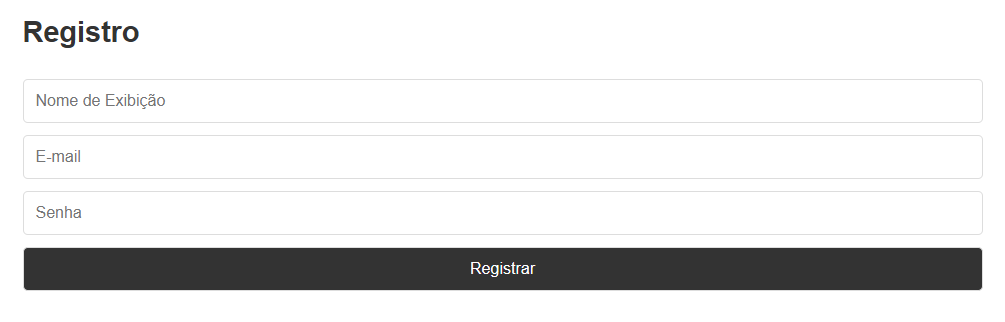 Registro
Nome de Exibição
E-mail
Senha
Registrar